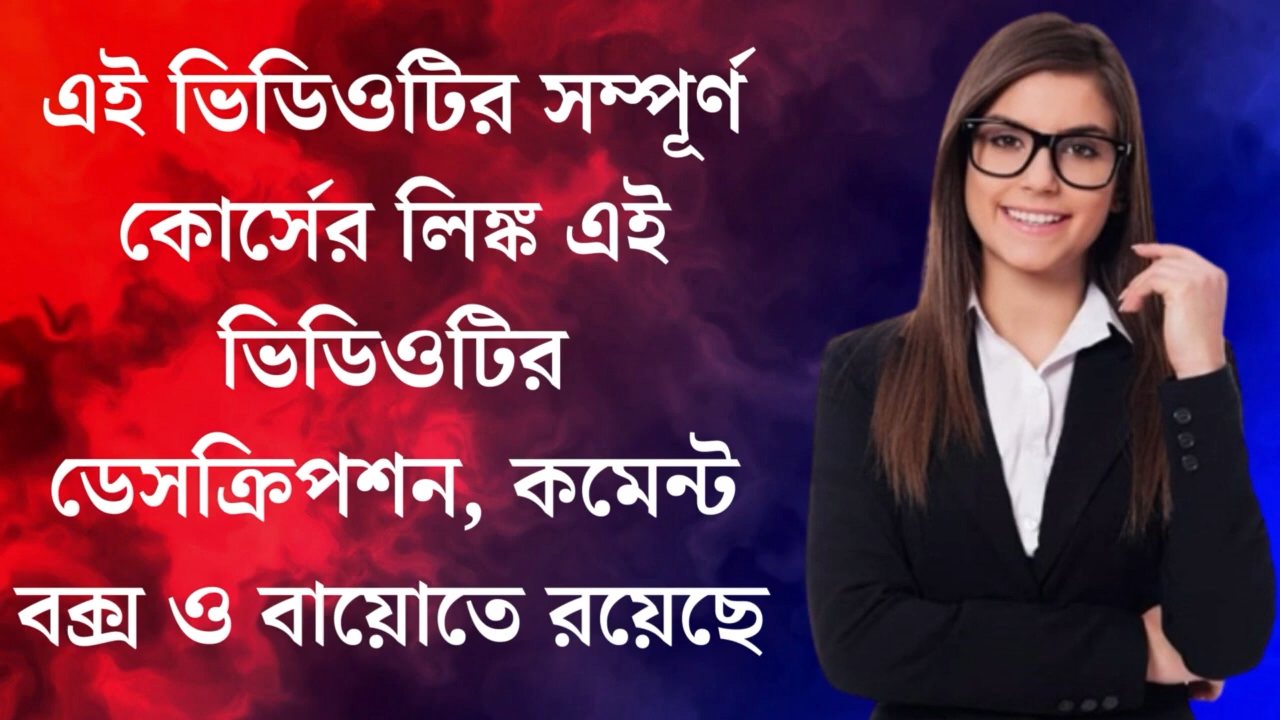 এই ভিডিওটির সম্পূর্ণ
কোর্সের লিঙ্ক এই
ভিডিওটির
ডেসক্রিপশন, কমেন্ট
বক্স ও বায়োতে রয়েছে